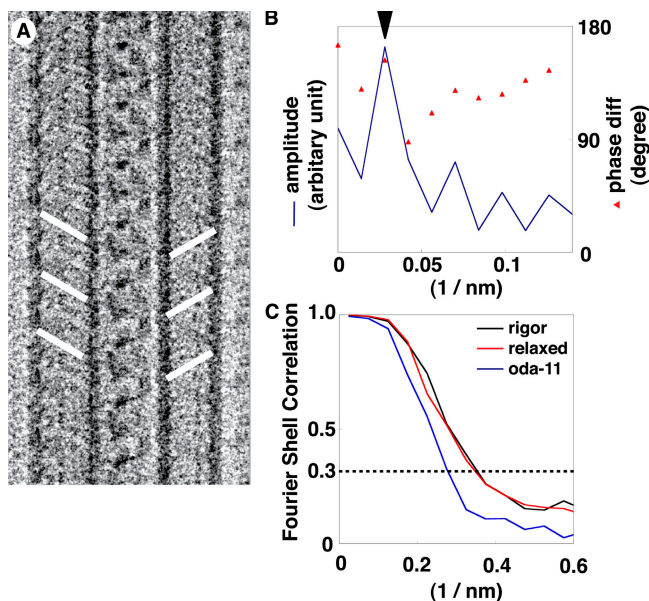 A
B
180
90
0
— amplitude
(arbitary unit)
▲ phase diff
(degree)
0
0.05
0.1
(1 / nm)
C
1.0
0.5
0.3
0
Fourier Shell Correlation
rigor
relaxed
oda-11
0
0.2
0.4
0.6
(1 / nm)